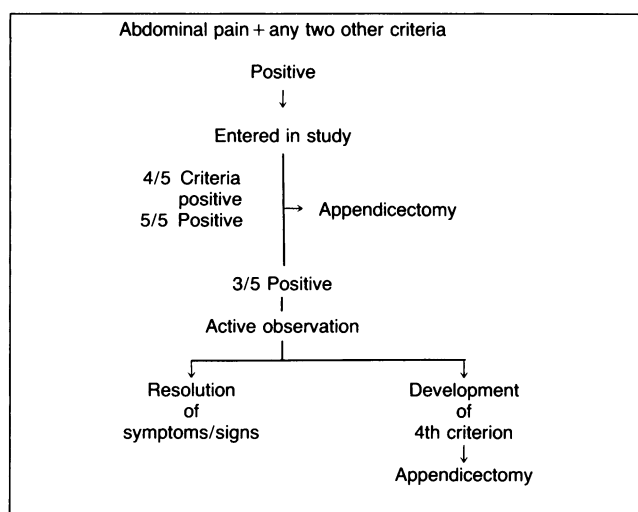 Abdominal pain + any two other criteria
Positive
Entered in study
4/5 Criteria
positive
5/5 Positive
Appendicectomy
3/5 Positive
Active observation
Resolution
of
symptoms/signs
Development
of
4th criterion
Appendicectomy